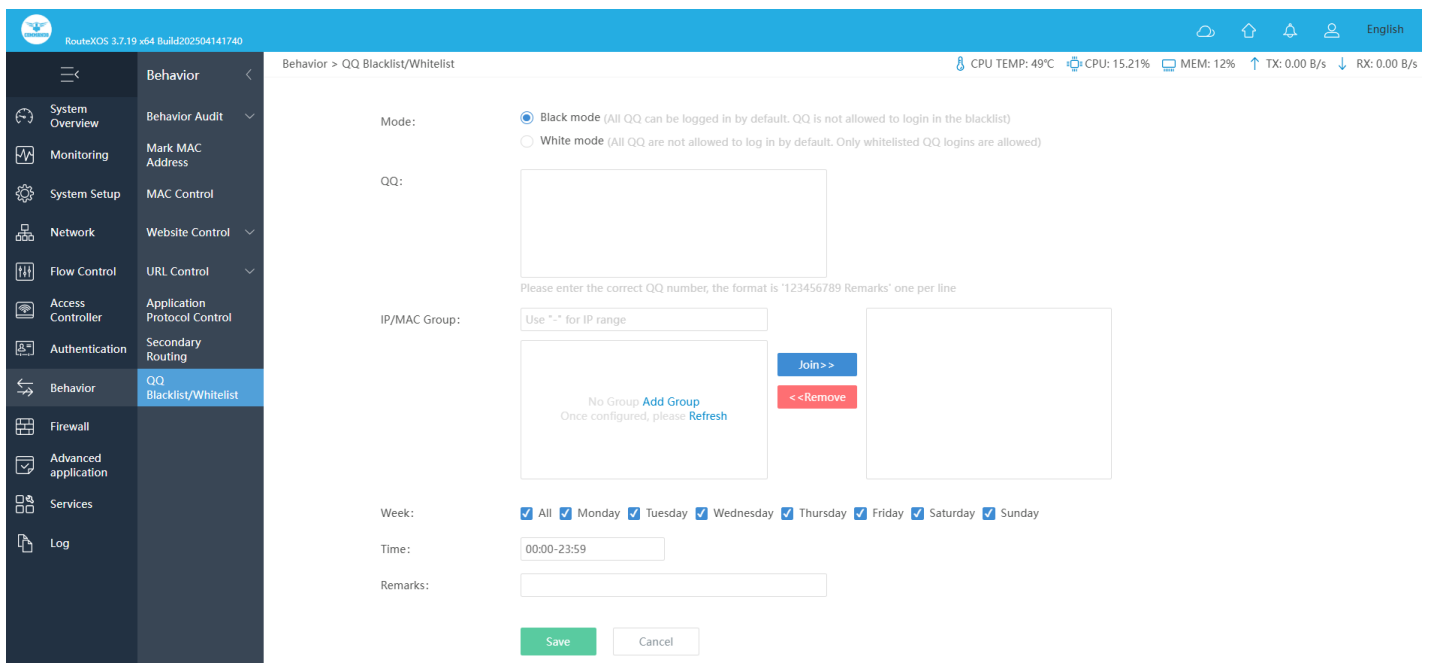 RouteXOS 3.7.19 x64 Build202504141740
English
Behavior
Behavior > QQ Blacklist/Whitelist
CPU TEMP: 49℃ CPU: 15.21% MEM: 12% TX: 0.00 B/s RX: 0.00 B/s
System
Overview
Monitoring
System Setup
Network
Flow Control
Access
Controller
Authentication
Behavior
Firewall
Advanced
application
Services
Log
Behavior Audit
Mark MAC
Address
MAC Control
Website Control
URL Control
Application
Protocol Control
Secondary
Routing
QQ
Blacklist/Whitelist
Mode:
Black mode (All QQ can be logged in by default. QQ is not allowed to login in the blacklist)
White mode (All QQ are not allowed to log in by default. Only whitelisted QQ logins are allowed)
QQ:
Please enter the correct QQ number, the format is '123456789 Remarks' one per line
IP/MAC Group:
Use "-" for IP range
No Group Add Group
Once configured, please Refresh
Join>>
<<Remove
Week:
All Monday Tuesday Wednesday Thursday Friday Saturday Sunday
Time:
00:00-23:59
Remarks:
Save
Cancel